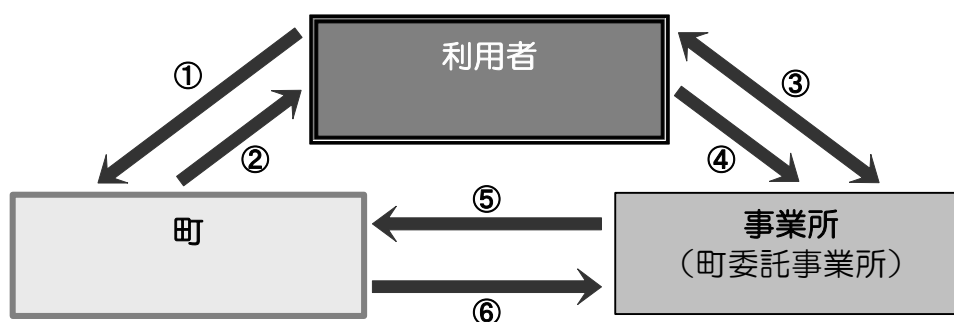 利用者
①
③
②
④
町
⑤
事業所
（町委託事業所）
⑥